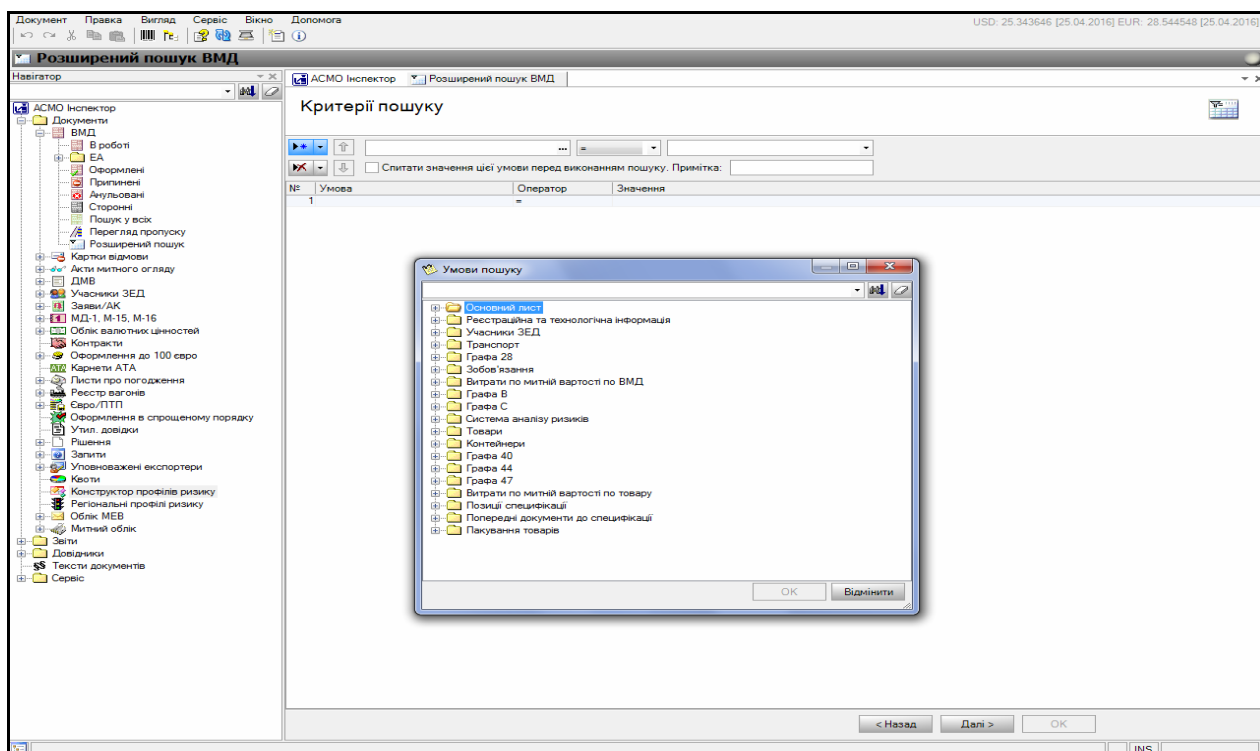 Документ Правка Вигляд Сервіс Вікно Допомога
USD: 25.343646 [25.04.2016] EUR: 28.544548 [25.04.2016]
Розширений пошук ВМД
Навігатор
АСМО Інспектор
Документи
ВМД
В роботі
ЕА
Оформлені
Припинені
Анульовані
Сторонні
Пошук у всіх
Перегляд пропуску
Розширений пошук
Картки відмови
Акти митного огляду
ДМВ
Учасники ЗЕД
Заяви/АК
МД-1, М-15, М-16
Облік валютних цінностей
Контракти
Оформлення до 100 євро
Карнети АТА
Листи про погодження
Реєстр вагонів
Євро/ПТП
Оформлення в спрощеному порядку
Утил. довідки
Рішення
Запити
Уповноважені експортери
Квоти
Конструктор профілів ризику
Регіональні профілі ризику
Облік МЕВ
Митний облік
Звіти
Довідники
Тексти документів
Сервіс
АСМО Інспектор Розширений пошук ВМД
Критерії пошуку
... =
Спитати значення цієї умови перед виконанням пошуку. Примітка:
№ Умова Оператор Значення
1 =
Умови пошуку
Основний лист
Реєстраційна та технологічна інформація
Учасники ЗЕД
Транспорт
Графа 28
Зобов'язання
Витрати по митній вартості по ВМД
Графа В
Графа С
Система аналізу ризиків
Товари
Контейнери
Графа 40
Графа 44
Графа 47
Витрати по митній вартості по товару
Позиції специфікації
Попередні документи до специфікації
Пакування товарів
ОК Відмінити
< Назад Далі > ОК
INS